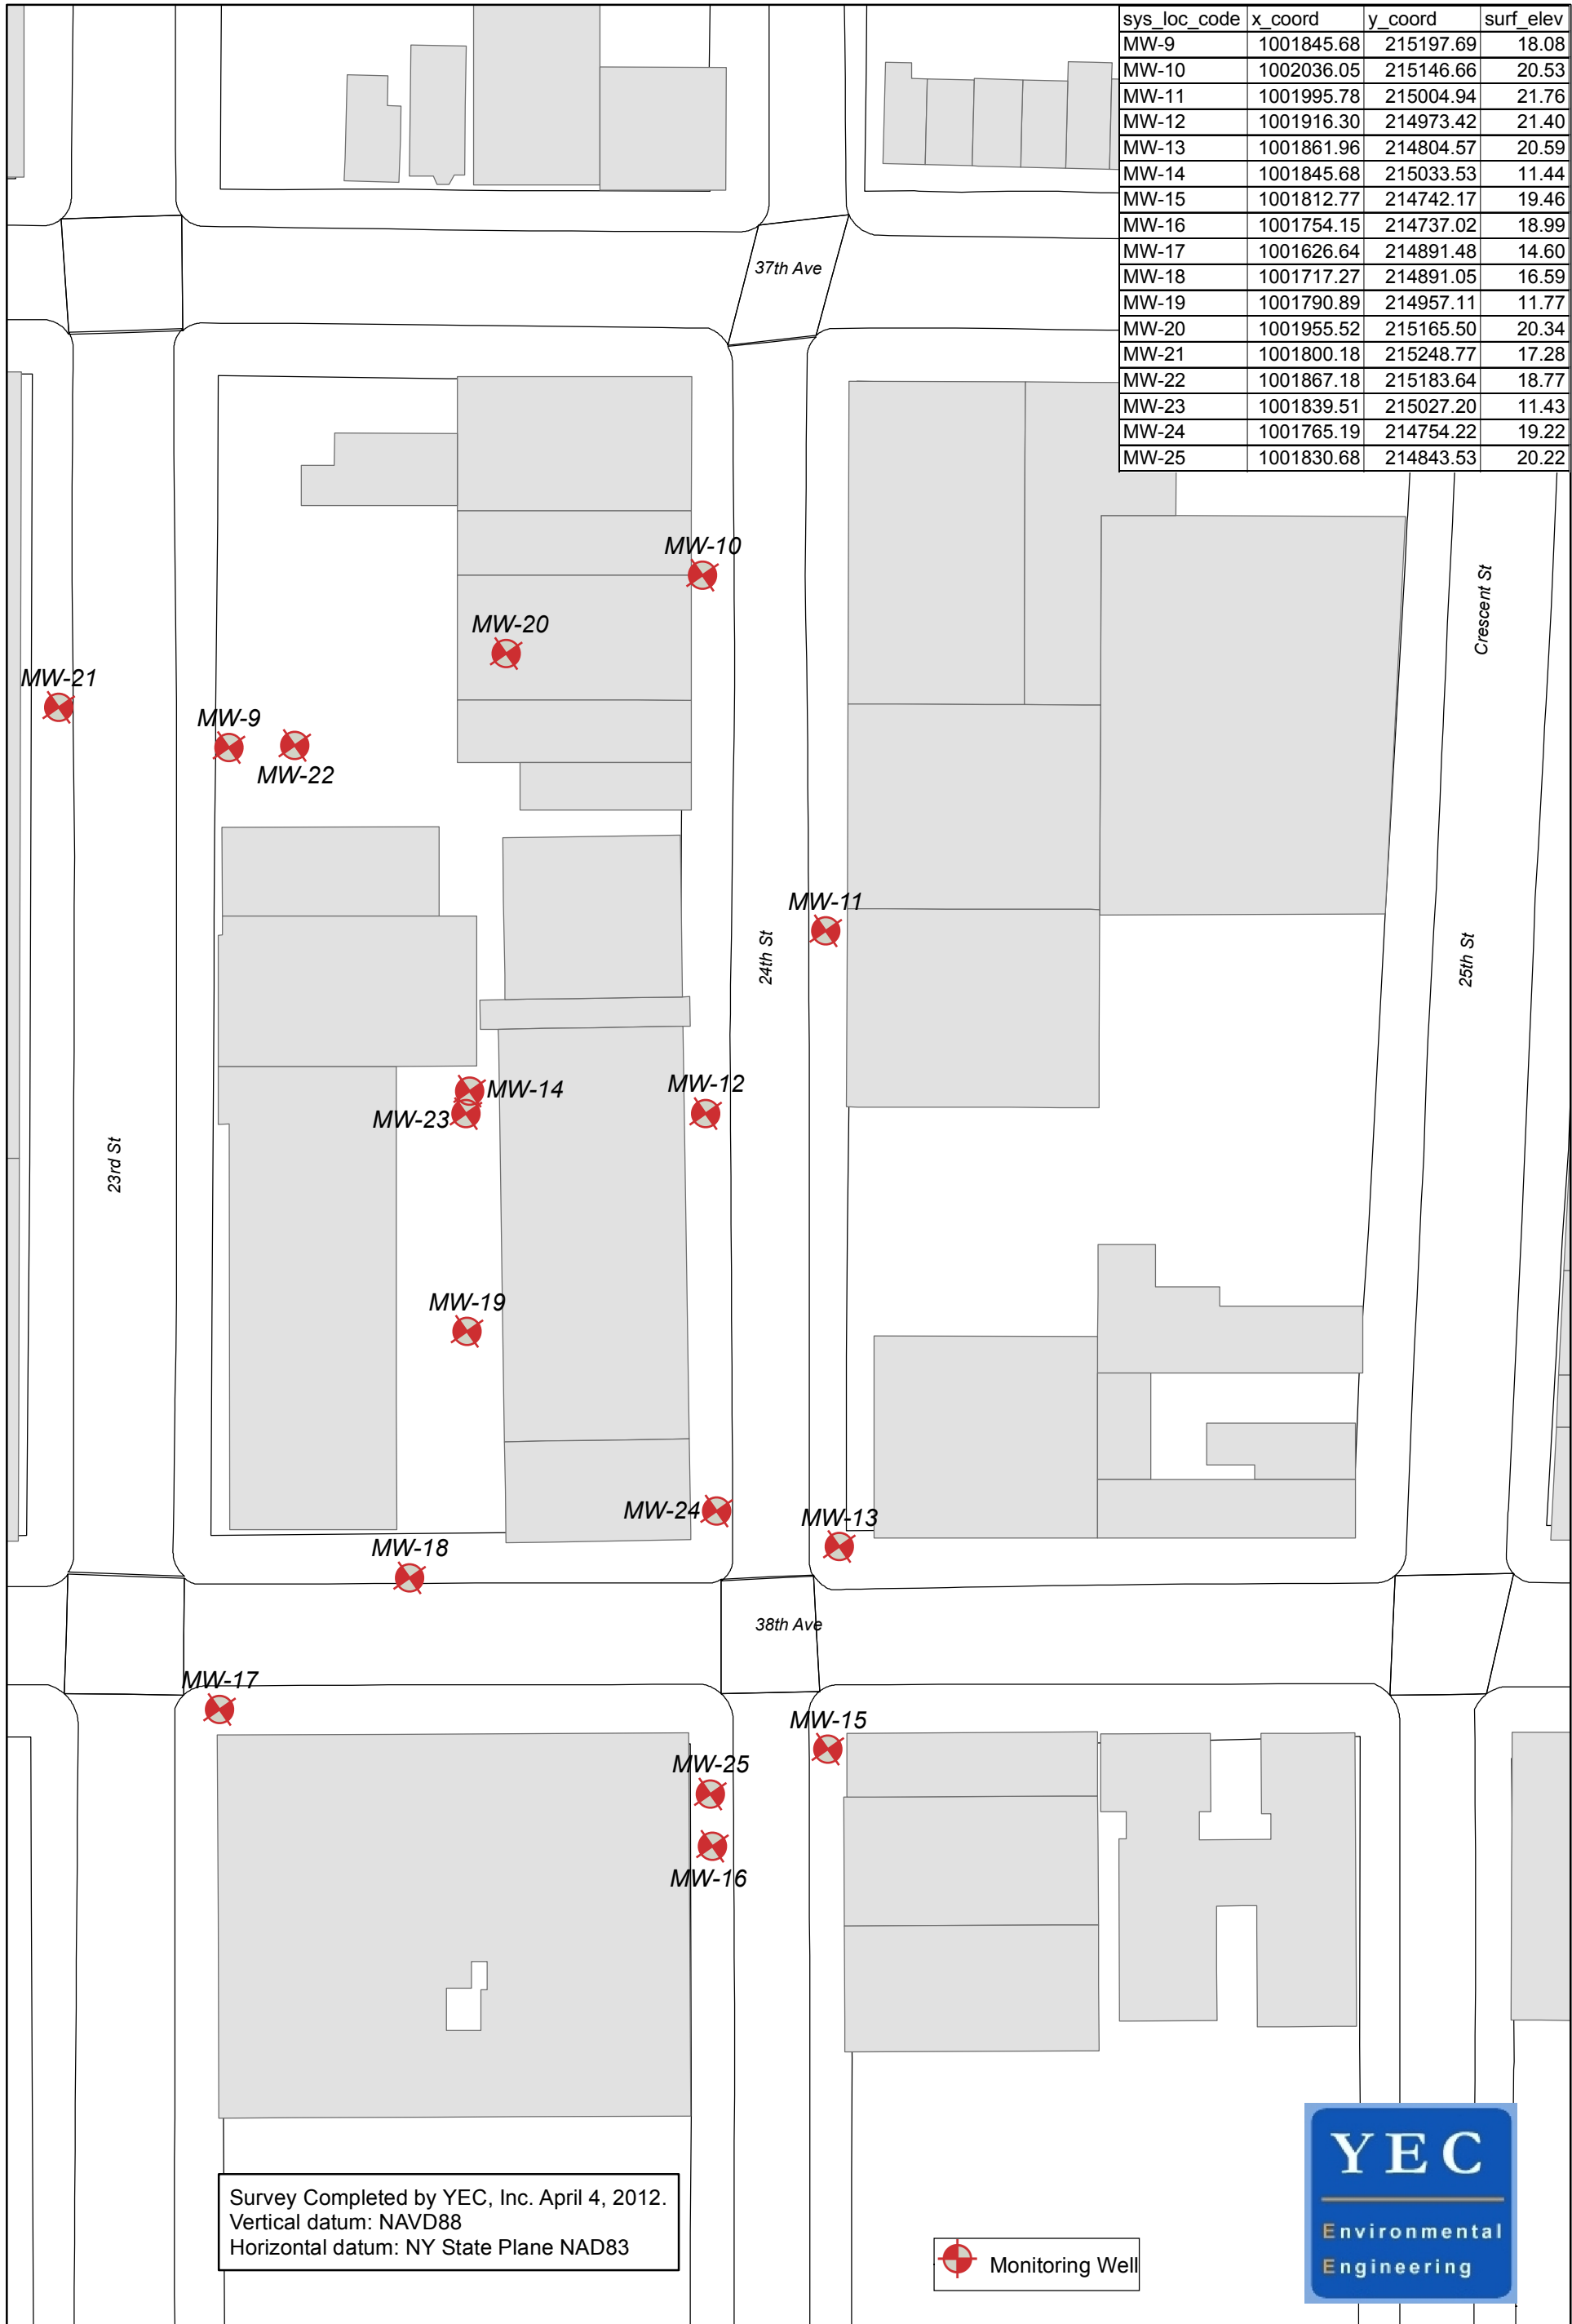 sys_loc_code x_coord y_coord surf_elev
MW-9 1001845.68 215197.69 18.08
MW-10 1002036.05 215146.66 20.53
MW-11 1001995.78 215004.94 21.76
MW-12 1001916.30 214973.42 21.40
MW-13 1001861.96 214804.57 20.59
MW-14 1001845.68 215033.53 11.44
MW-15 1001812.77 214742.17 19.46
MW-16 1001754.15 214737.02 18.99
MW-17 1001626.64 214891.48 14.60
MW-18 1001717.27 214891.05 16.59
MW-19 1001790.89 214957.11 11.77
MW-20 1001955.52 215165.50 20.34
MW-21 1001800.18 215248.77 17.28
MW-22 1001867.18 215183.64 18.77
MW-23 1001839.51 215027.20 11.43
MW-24 1001765.19 214754.22 19.22
MW-25 1001830.68 214843.53 20.22
37th Ave
MW-10
MW-20
Crescent St
MW-21
MW-9
MW-22
MW-11
24th St
25th St
MW-14
MW-12
MW-23
23rd St
MW-19
MW-24
MW-13
MW-18
38th Ave
MW-17
MW-15
MW-25
MW-16
YEC
Environmental
Engineering
Survey Completed by YEC, Inc. April 4, 2012.
Vertical datum: NAVD88
Horizontal datum: NY State Plane NAD83
Monitoring Well